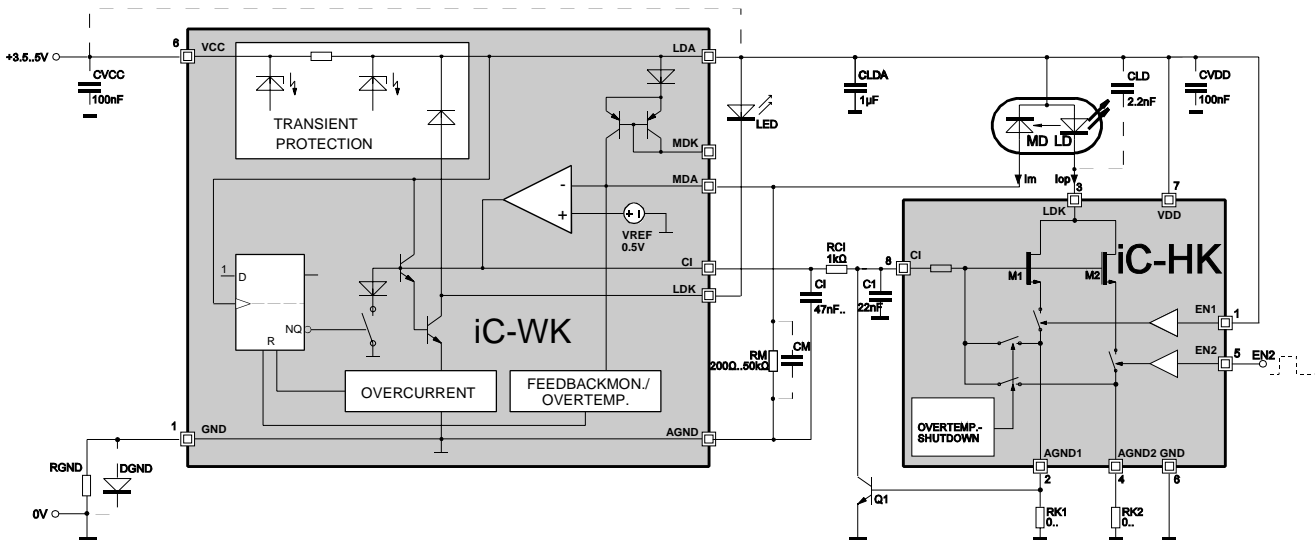 +3.5..5V
CVCC
100nF
6
VCC
TRANSIENT
PROTECTION
LDA
MDK
MDA
VREF
0.5V
CI
LDK
1
D
NQ
R
iC-WK
OVERCURRENT
FEEDBACKMON./
OVERTEMP.
1
GND
AGND
RGND
DGND
0V
LED
CLDA
1µF
CLD
2.2nF
CVDD
100nF
MD LD
Im
Iop
3
LDK
7
VDD
RCI
1kΩ
8
CI
CI
47nF..
C1
22nF
RM
200Ω..50kΩ
CM
iC-HK
M1
M2
EN1
1
EN2
5
EN2
OVERTEMP.-
SHUTDOWN
AGND1
2
AGND2
4
GND
6
Q1
RK1
0..
RK2
0..